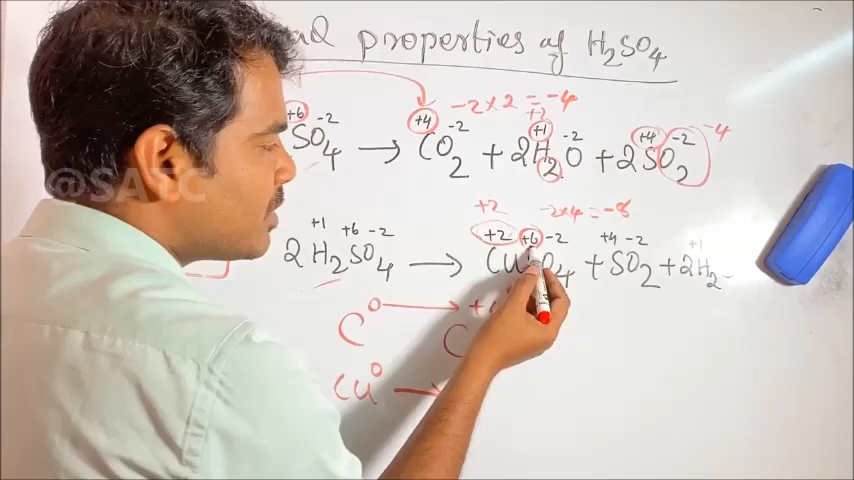 properties of H₂SO₄
-2 × 2 = -4
+2
+6 -2 +4 -2 +1 -2 +4 -2 -4
SO₄ → CO₂ + 2H₂O + 2SO₂
@SATC
+2 -2×4 = -8
+1 +6 -2 +2 +6 -2 +4 -2 +1
2H₂SO₄ → CuSO₄ + SO₂ + 2H₂
C⁰ → +
C
Cu⁰ →